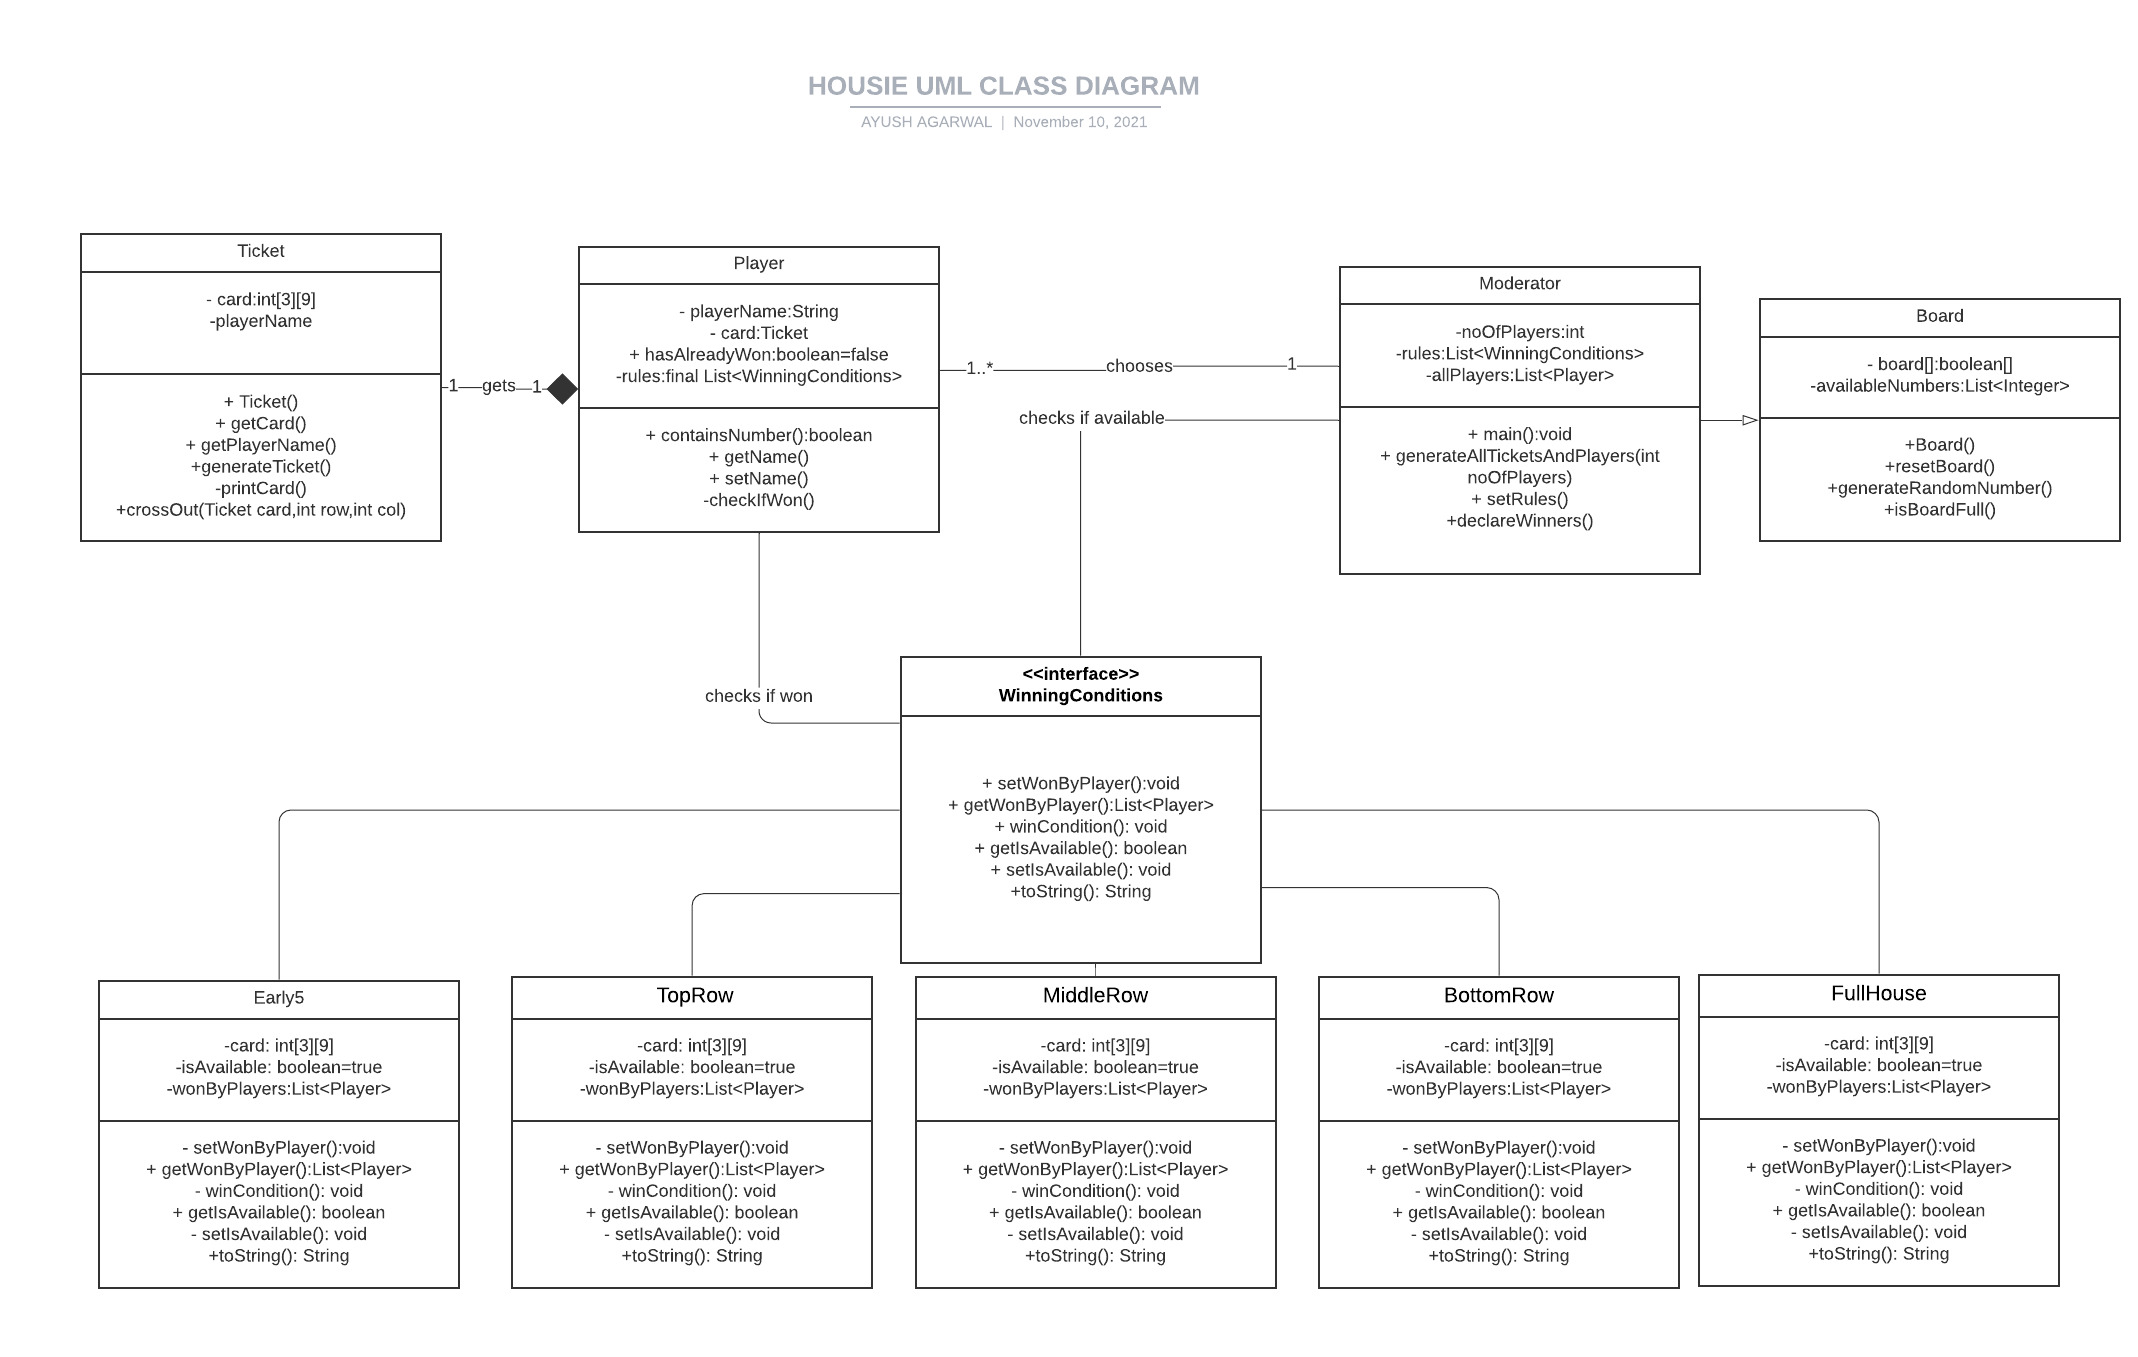 HOUSIE UML CLASS DIAGRAM
AYUSH AGARWAL | November 10, 2021
Ticket
- card:int[3][9]
-playerName
+ Ticket()
+ getCard()
+ getPlayerName()
+generateTicket()
-printCard()
+crossOut(Ticket card,int row,int col)
1
gets
1
Player
- playerName:String
- card:Ticket
+ hasAlreadyWon:boolean=false
-rules:final List<WinningConditions>
+ containsNumber():boolean
+ getName()
+ setName()
-checkIfWon()
1..*
chooses
1
checks if available
Moderator
-noOfPlayers:int
-rules:List<WinningConditions>
-allPlayers:List<Player>
+ main():void
+ generateAllTicketsAndPlayers(int
noOfPlayers)
+ setRules()
+declareWinners()
Board
- board[]:boolean[]
-availableNumbers:List<Integer>
+Board()
+resetBoard()
+generateRandomNumber()
+isBoardFull()
checks if won
<<interface>>
WinningConditions
+ setWonByPlayer():void
+ getWonByPlayer():List<Player>
+ winCondition(): void
+ getIsAvailable(): boolean
+ setIsAvailable(): void
+toString(): String
Early5
-card: int[3][9]
-isAvailable: boolean=true
-wonByPlayers:List<Player>
- setWonByPlayer():void
+ getWonByPlayer():List<Player>
- winCondition(): void
+ getIsAvailable(): boolean
- setIsAvailable(): void
+toString(): String
TopRow
-card: int[3][9]
-isAvailable: boolean=true
-wonByPlayers:List<Player>
- setWonByPlayer():void
+ getWonByPlayer():List<Player>
- winCondition(): void
+ getIsAvailable(): boolean
- setIsAvailable(): void
+toString(): String
MiddleRow
-card: int[3][9]
-isAvailable: boolean=true
-wonByPlayers:List<Player>
- setWonByPlayer():void
+ getWonByPlayer():List<Player>
- winCondition(): void
+ getIsAvailable(): boolean
- setIsAvailable(): void
+toString(): String
BottomRow
-card: int[3][9]
-isAvailable: boolean=true
-wonByPlayers:List<Player>
- setWonByPlayer():void
+ getWonByPlayer():List<Player>
- winCondition(): void
+ getIsAvailable(): boolean
- setIsAvailable(): void
+toString(): String
FullHouse
-card: int[3][9]
-isAvailable: boolean=true
-wonByPlayers:List<Player>
- setWonByPlayer():void
+ getWonByPlayer():List<Player>
- winCondition(): void
+ getIsAvailable(): boolean
- setIsAvailable(): void
+toString(): String